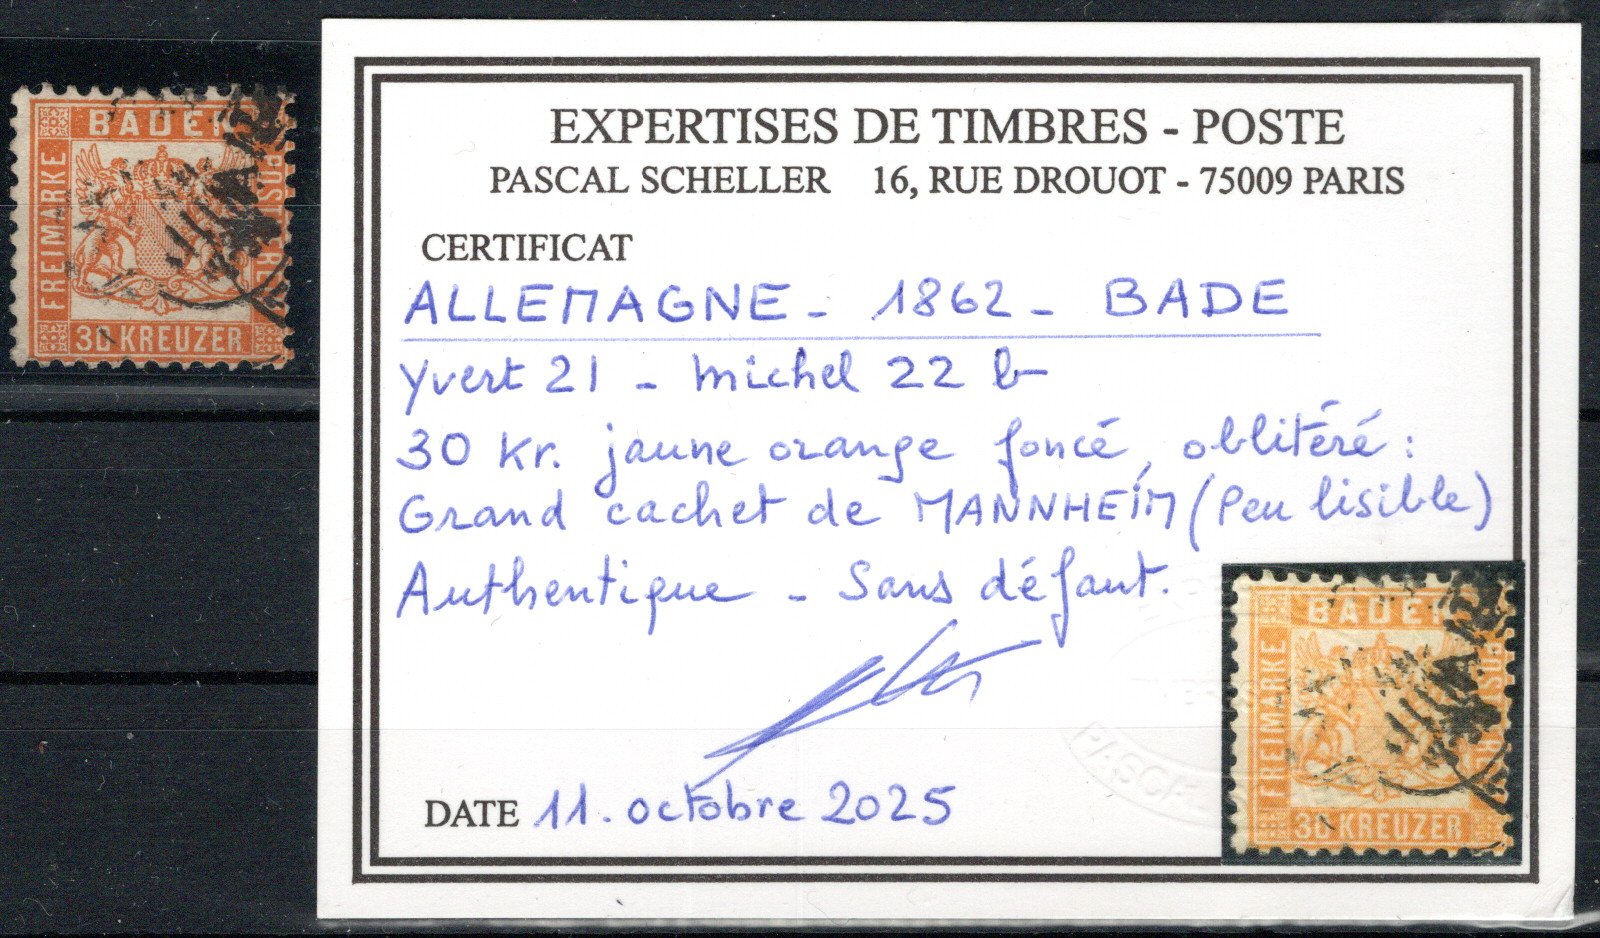 BADEN
FREIMARKE
30 KREUZER
EXPERTISES DE TIMBRES - POSTE
PASCAL SCHELLER 16, RUE DROUOT - 75009 PARIS
CERTIFICAT
ALLEMAGNE - 1862 - BADE
Yvert 21 - Michel 22 b
30 Kr. jaune orange foncé, oblitéré :
Grand cachet de MANNHEIM (Peu lisible)
Authentique - Sans défaut.
DATE 11. octobre 2025
PASCAL
BADEN
FREIMARKE
30 KREUZER